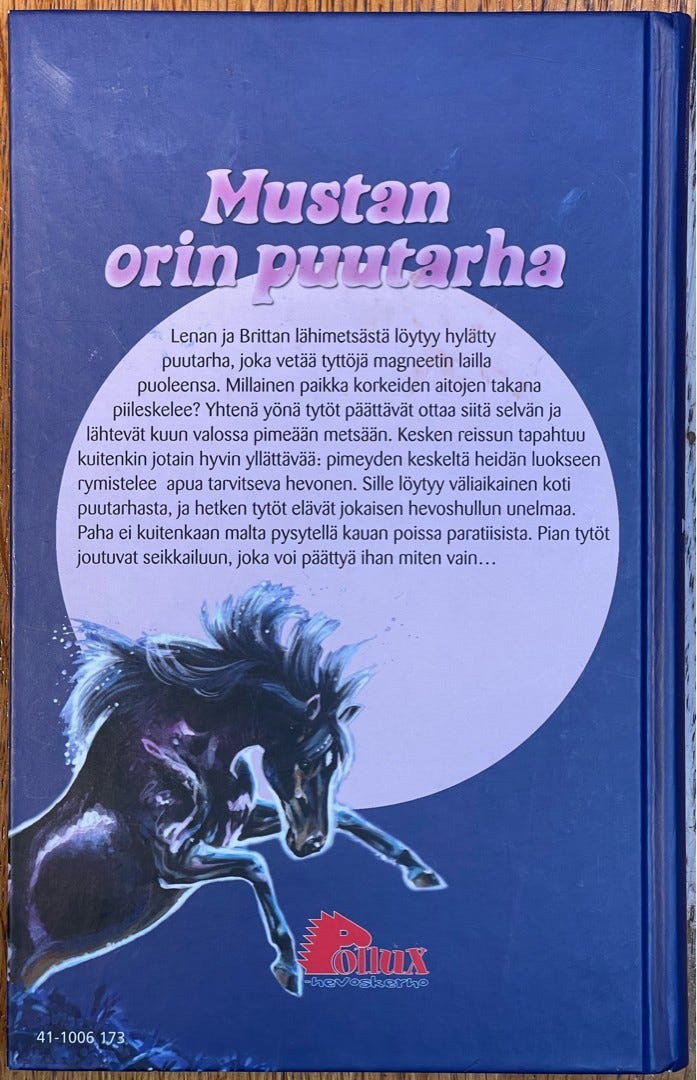 Mustan
orin puutarha
Lenan ja Brittan lähimetsästä löytyy hylätty
puutarha, joka vetää tyttöjä magneetin lailla
puoleensa. Millainen paikka korkeiden aitojen takana
piileskelee? Yhtenä yönä tytöt päättävät ottaa siitä selvän ja
lähtevät kuun valossa pimeään metsään. Kesken reissun tapahtuu
kuitenkin jotain hyvin yllättävää: pimeyden keskeltä heidän luokseen
rymistelee apua tarvitseva hevonen. Sille löytyy väliaikainen koti
puutarhasta, ja hetken tytöt elävät jokaisen hevoshullun unelmaa.
Paha ei kuitenkaan malta pysytellä kauan poissa paratiisista. Pian tytöt
joutuvat seikkailuun, joka voi päättyä ihan miten vain…
Pollux
-hevoskerho
41-1006 173